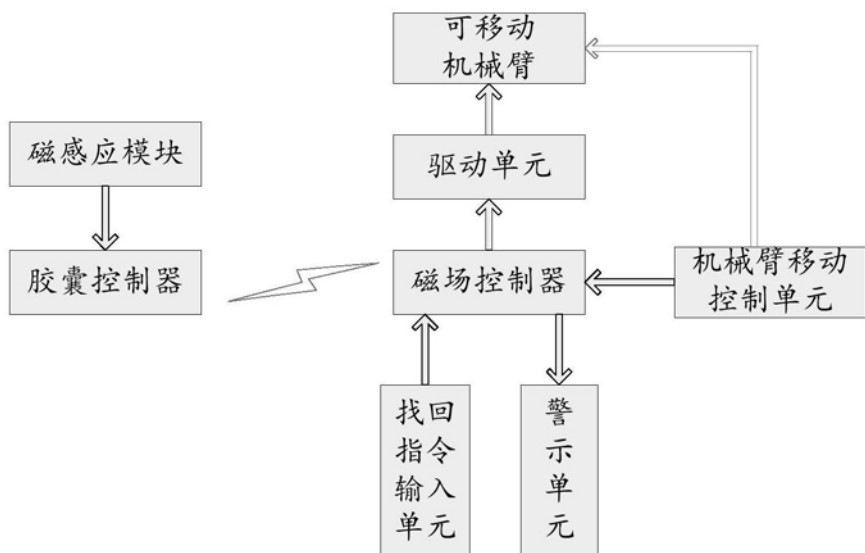 可移动
机械臂
磁感应模块
驱动单元
胶囊控制器
磁场控制器
机械臂移动
控制单元
找回
指令
输入
单元
警
示
单
元